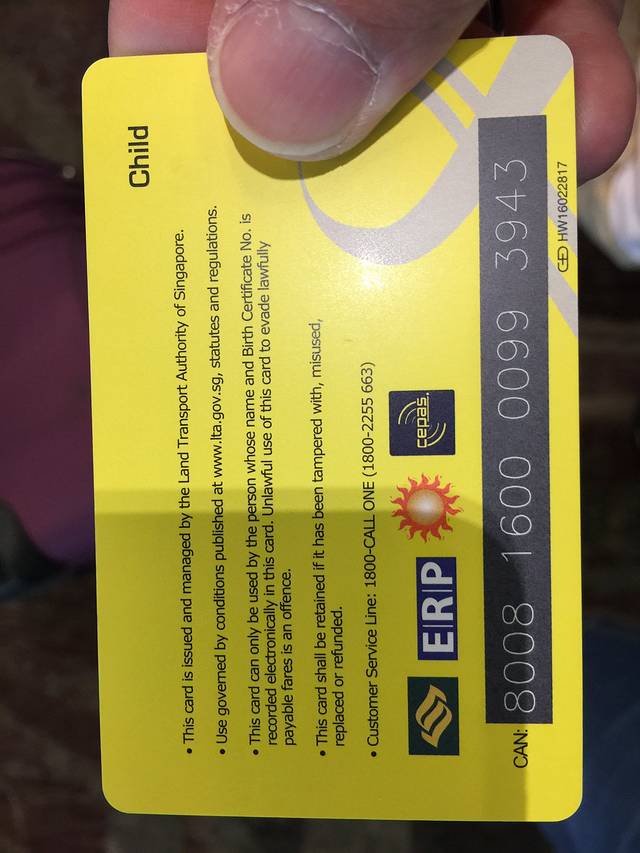 Child
• This card is issued and managed by the Land Transport Authority of Singapore.
• Use governed by conditions published at www.lta.gov.sg, statutes and regulations.
• This card can only be used by the person whose name and Birth Certificate No. is
recorded electronically in this card. Unlawful use of this card to evade lawfully
payable fares is an offence.
• This card shall be retained if it has been tampered with, misused,
replaced or refunded.
• Customer Service Line: 1800-CALL ONE (1800-2255 663)
E|R|P
cepas.
CAN: 8008 1600 0099 3943
HW16022817